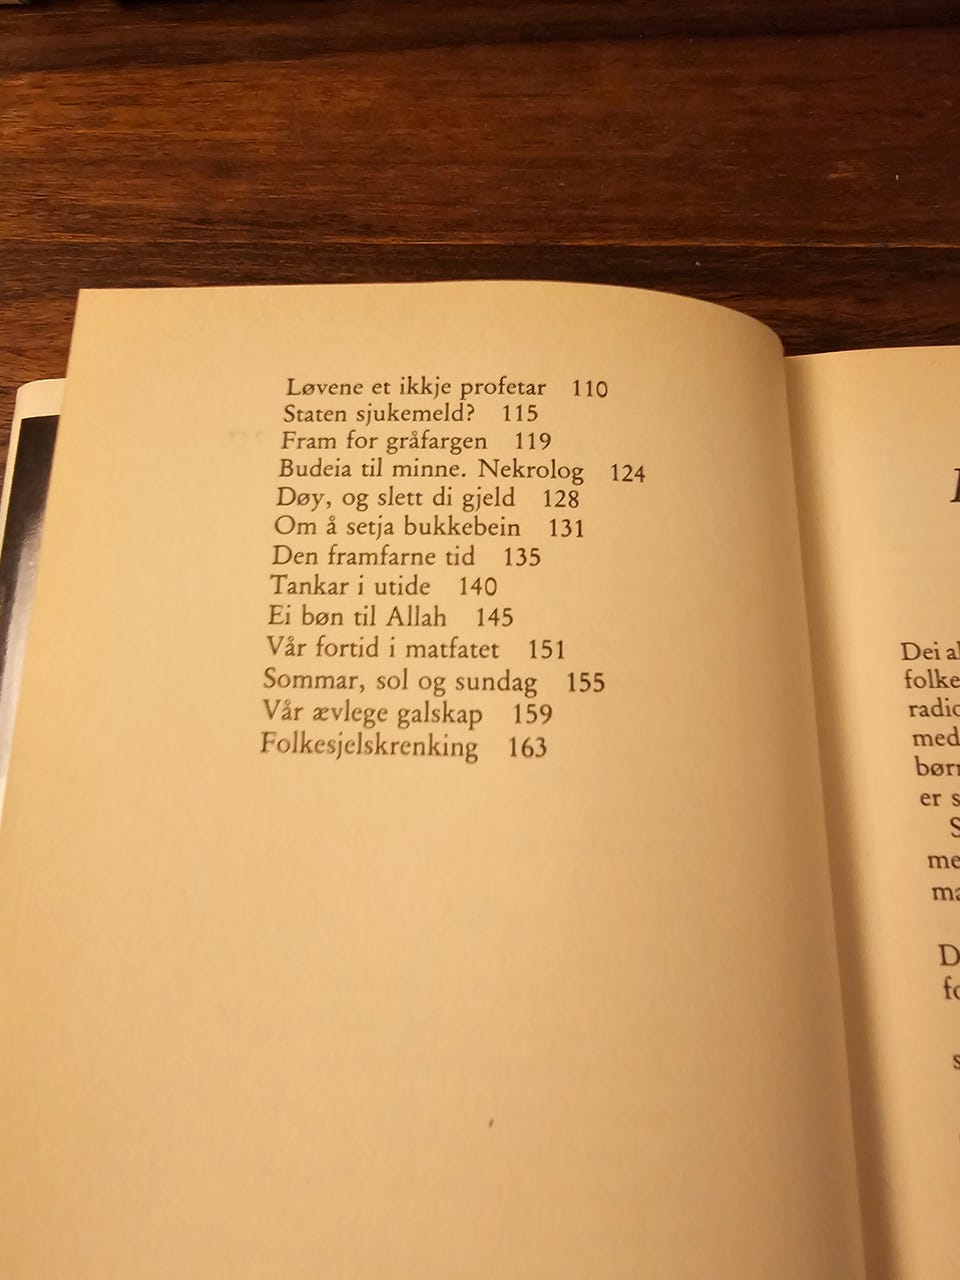 Løvene et ikkje profetar 110
Staten sjukemeld? 115
Fram for gråfargen 119
Budeia til minne. Nekrolog 124
Døy, og slett di gjeld 128
Om å setja bukkebein 131
Den framfarne tid 135
Tankar i utide 140
Ei bøn til Allah 145
Vår fortid i matfatet 151
Sommar, sol og sundag 155
Vår ævlege galskap 159
Folkesjelskrenking 163
Dei
er